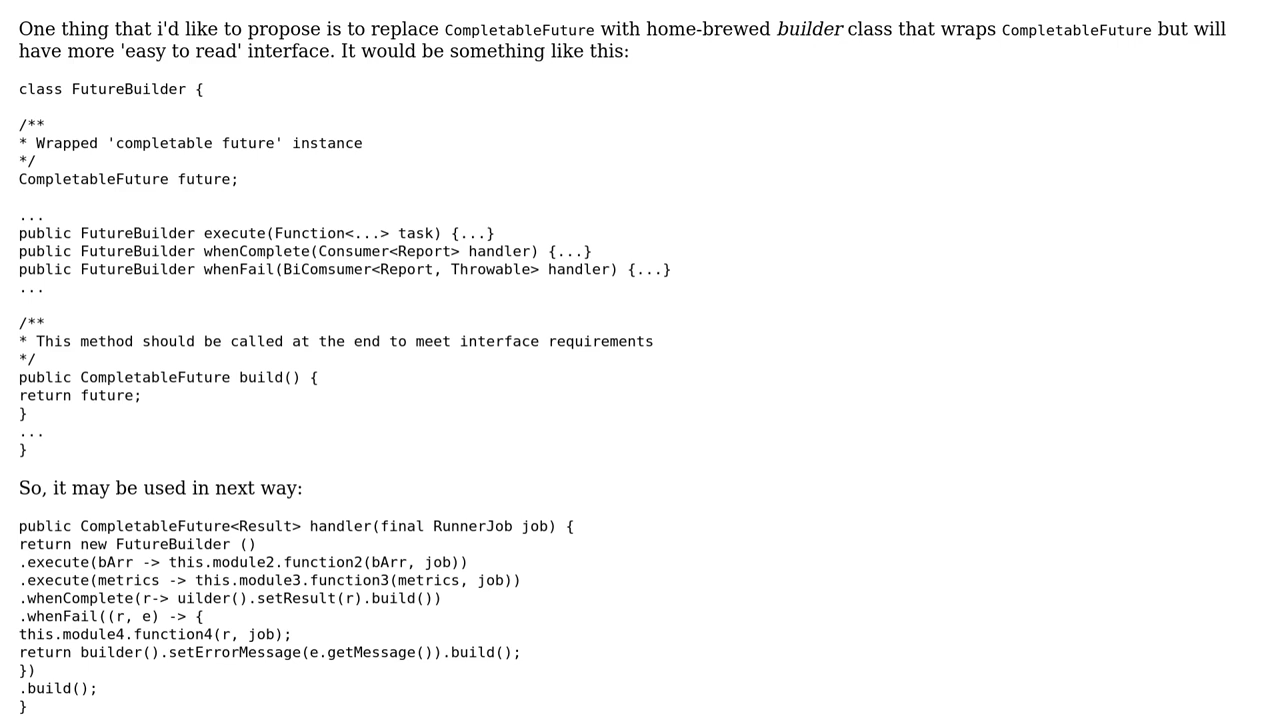 One thing that i'd like to propose is to replace CompletableFuture with home-brewed builder class that wraps CompletableFuture but will
have more 'easy to read' interface. It would be something like this:
class FutureBuilder {
/**
* Wrapped 'completable future' instance
*/
CompletableFuture future;
...
public FutureBuilder execute(Function<...> task) {...}
public FutureBuilder whenComplete(Consumer<Report> handler) {...}
public FutureBuilder whenFail(BiComsumer<Report, Throwable> handler) {...}
...
/**
* This method should be called at the end to meet interface requirements
*/
public CompletableFuture build() {
return future;
}
...
}
So, it may be used in next way:
public CompletableFuture<Result> handler(final RunnerJob job) {
return new FutureBuilder ()
.execute(bArr -> this.module2.function2(bArr, job))
.execute(metrics -> this.module3.function3(metrics, job))
.whenComplete(r-> uilder().setResult(r).build())
.whenFail((r, e) -> {
this.module4.function4(r, job);
return builder().setErrorMessage(e.getMessage()).build();
})
.build();
}